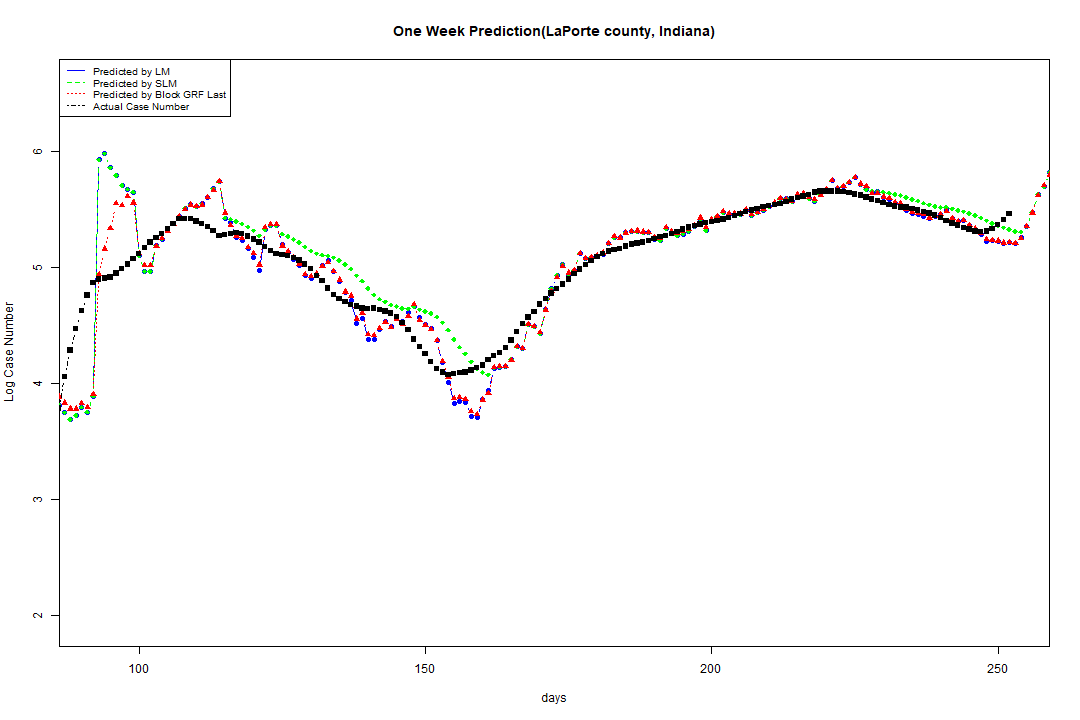 One Week Prediction(LaPorte county, Indiana)
Predicted by LM
Predicted by SLM
Predicted by Block GRF Last
Actual Case Number
Log Case Number
6
5
4
3
2
100
150
200
250
days